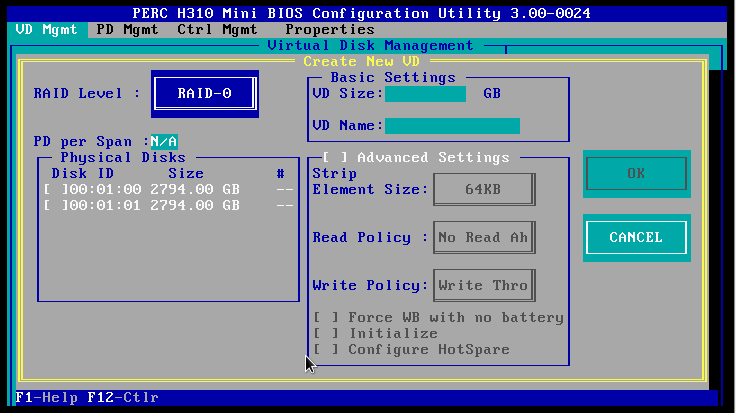 PERC H310 Mini BIOS Configuration Utility 3.00-0024
VD Mgmt PD Mgmt Ctrl Mgmt Properties
Virtual Disk Management
Create New VD
RAID Level : RAID-0
PD per Span :N/A
Physical Disks
Disk ID Size #
[ ]00:01:00 2794.00 GB --
[ ]00:01:01 2794.00 GB --
Basic Settings
VD Size: GB
VD Name:
[ ] Advanced Settings
Strip
Element Size: 64KB
Read Policy : No Read Ah
Write Policy: Write Thro
[ ] Force WB with no battery
[ ] Initialize
[ ] Configure HotSpare
OK
CANCEL
F1-Help F12-Ctlr